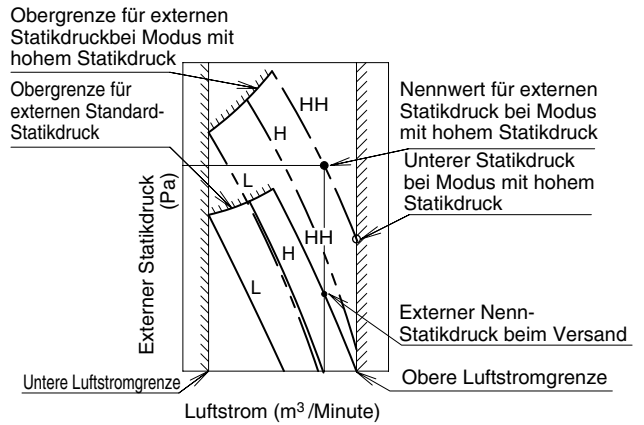 Obergrenze für externen
Statikdruckbei Modus mit
hohem Statikdruck
Obergrenze für
externen Standard-
Statikdruck
HH
H
L
Nennwert für externen
Statikdruck bei Modus
mit hohem Statikdruck
Unterer Statikdruck
bei Modus mit hohem
Statikdruck
Externer Statikdruck
(Pa)
HH
H
L
Externer Nenn-
Statikdruck beim Versand
Untere Luftstromgrenze
Obere Luftstromgrenze
Luftstrom (m³/Minute)